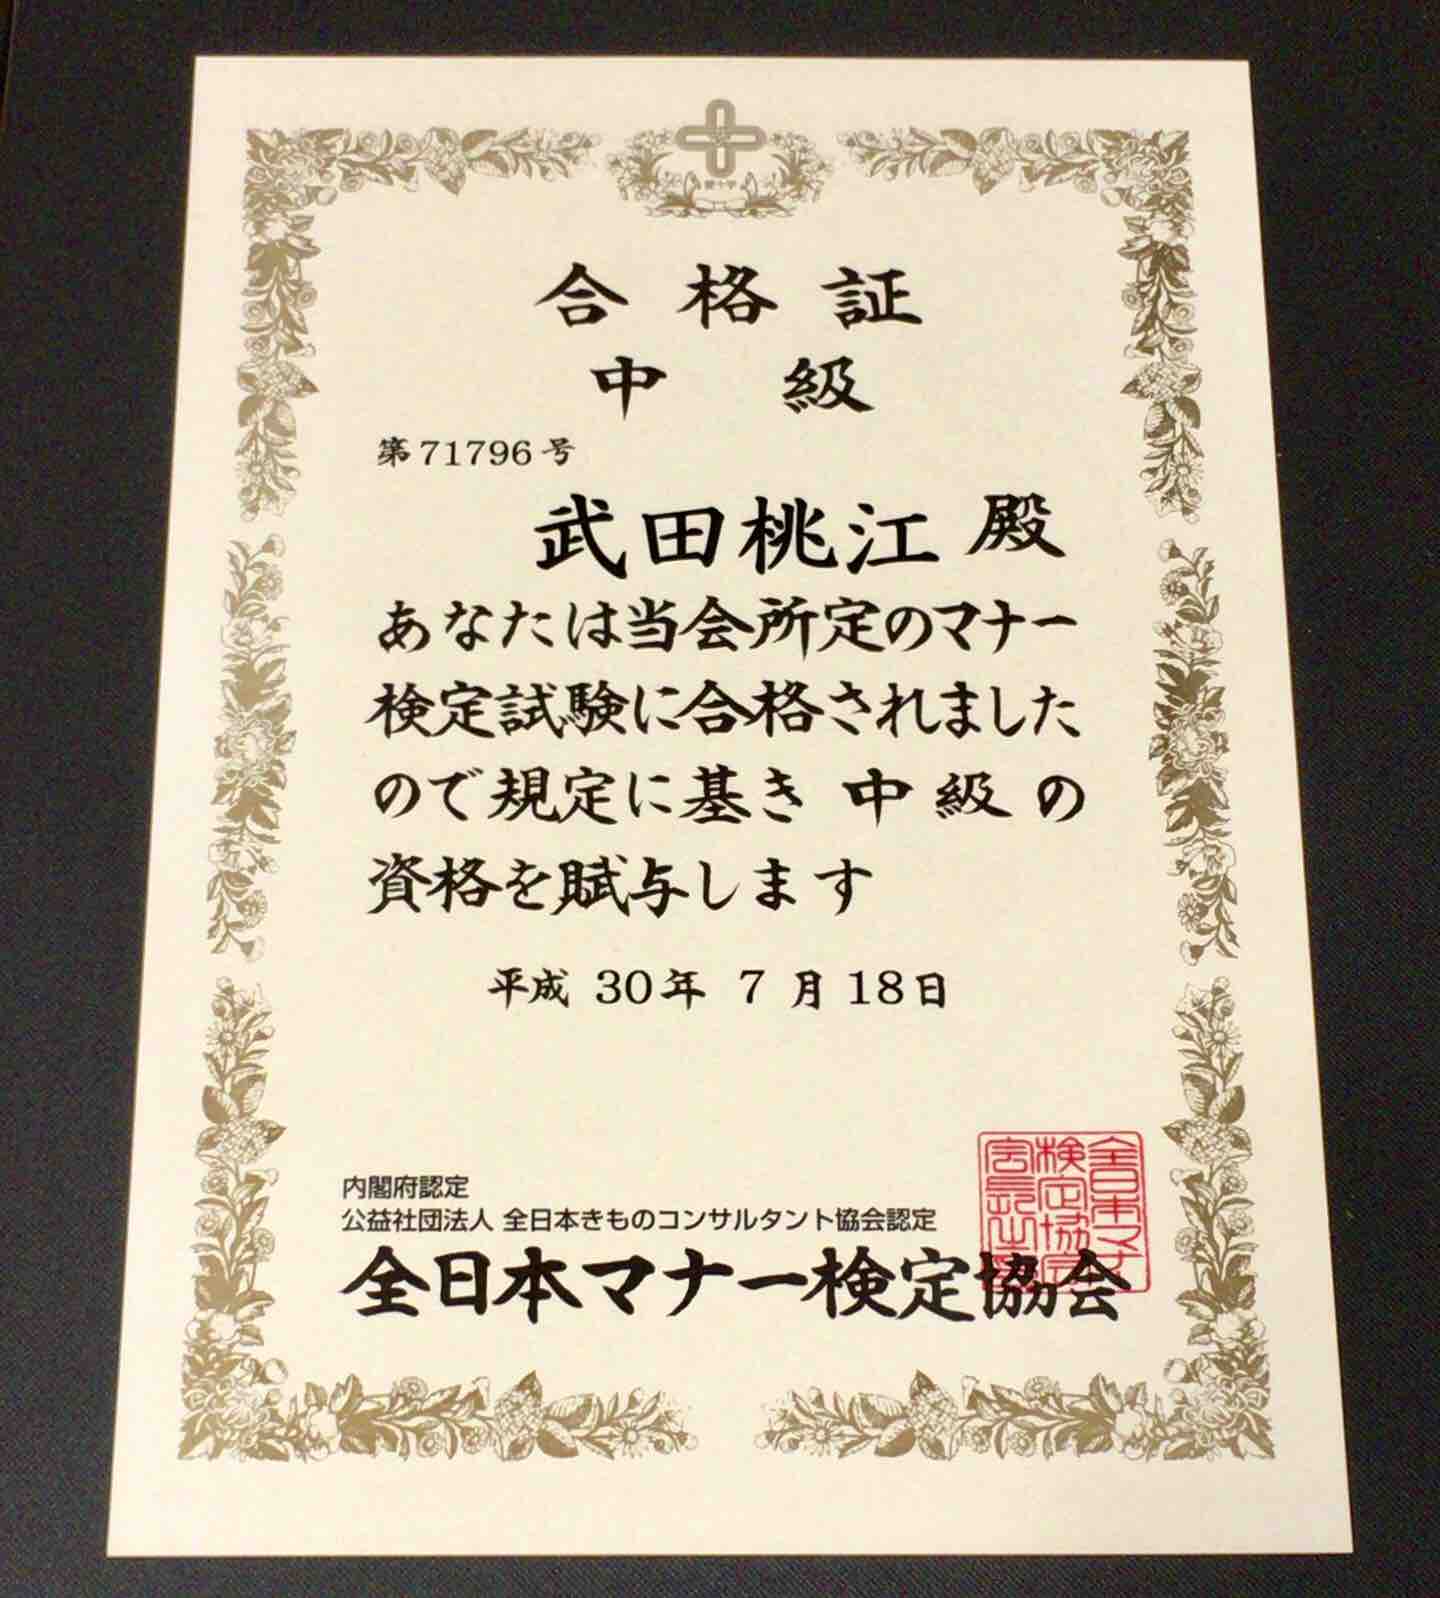 合格証
中級
第71796号
武田桃江殿
あなたは当会所定のマナー
検定試験に合格されました
ので規定に基き中級の
資格を賦与します
平成 30年 7月18日
内閣府認定
公益社団法人 全日本きものコンサルタント協会認定
全日本マナー検定協会